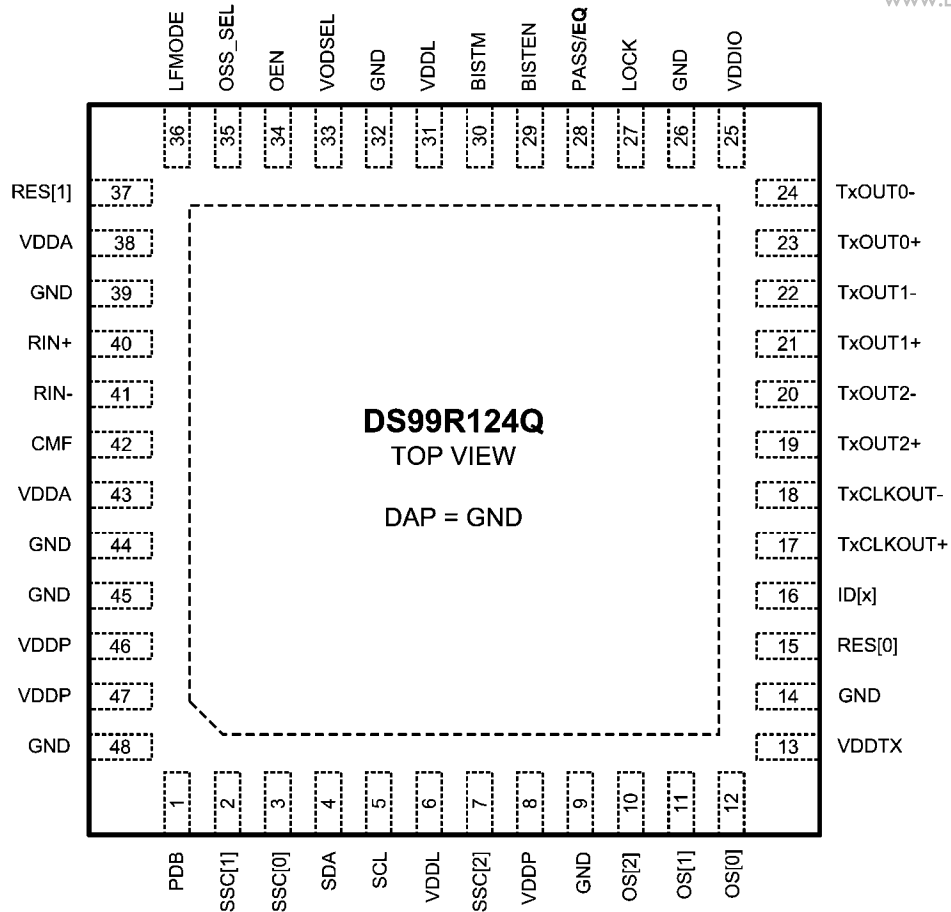 LFMODE
OSS_SEL
OEN
VODSEL
GND
VDDL
BISTM
BISTEN
PASS/EQ
LOCK
GND
VDDIO
36
35
34
33
32
31
30
29
28
27
26
25
RES[1] 37
VDDA 38
GND 39
RIN+ 40
RIN- 41
CMF 42
VDDA 43
GND 44
GND 45
VDDP 46
VDDP 47
GND 48
DS99R124Q
TOP VIEW
DAP = GND
24 TxOUT0-
23 TxOUT0+
22 TxOUT1-
21 TxOUT1+
20 TxOUT2-
19 TxOUT2+
18 TxCLKOUT-
17 TxCLKOUT+
16 ID[x]
15 RES[0]
14 GND
13 VDDTX
1
2
3
4
5
6
7
8
9
10
11
12
PDB
SSC[1]
SSC[0]
SDA
SCL
VDDL
SSC[2]
VDDP
GND
OS[2]
OS[1]
OS[0]